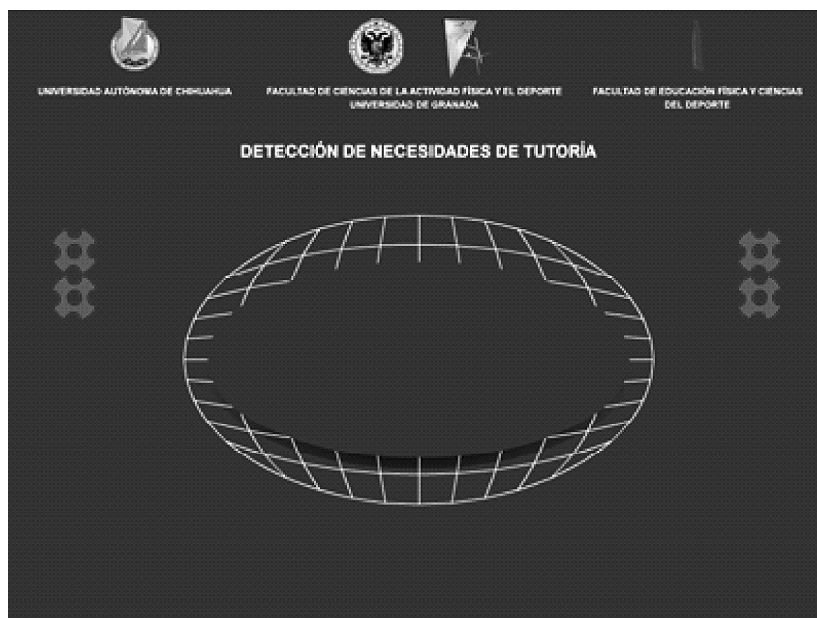 UNIVERSIDAD AUTÓNOMA DE CHIHUAHUA
FACULTAD DE CIENCIAS DE LA ACTIVIDAD FÍSICA Y EL DEPORTE
UNIVERSIDAD DE GRANADA
FACULTAD DE EDUCACIÓN FÍSICA Y CIENCIAS
DEL DEPORTE
DETECCIÓN DE NECESIDADES DE TUTORÍA